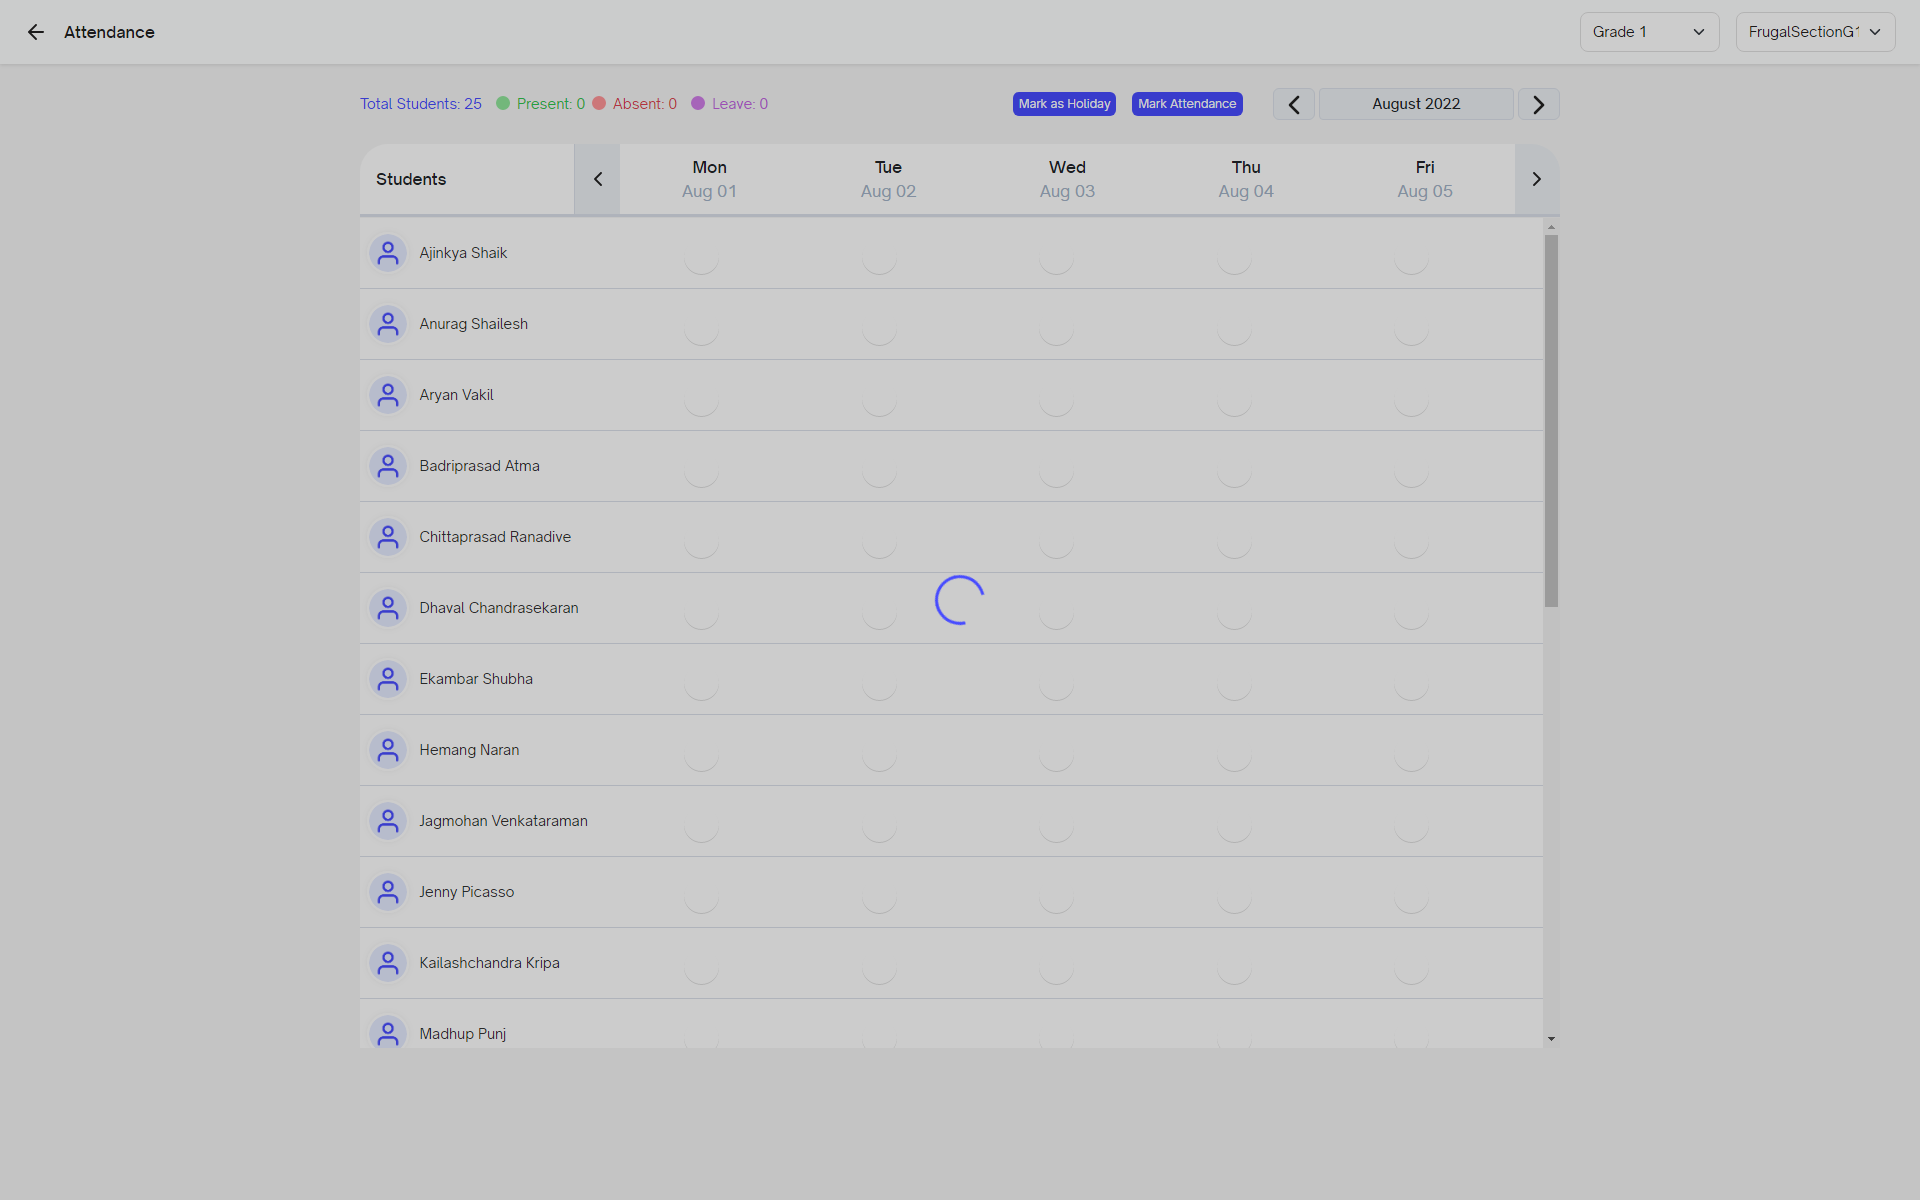 Attendance
Grade 1
FrugalSectionG1
Total Students: 25 Present: 0 Absent: 0 Leave: 0
Mark as Holiday
Mark Attendance
August 2022
Students
Mon Tue Wed Thu Fri
Aug 01 Aug 02 Aug 03 Aug 04 Aug 05
Ajinkya Shaik
Anurag Shailesh
Aryan Vakil
Badriprasad Atma
Chittaprasad Ranadive
Dhaval Chandrasekaran
Ekambar Shubha
Hemang Naran
Jagmohan Venkataraman
Jenny Picasso
Kailashchandra Kripa
Madhup Punj